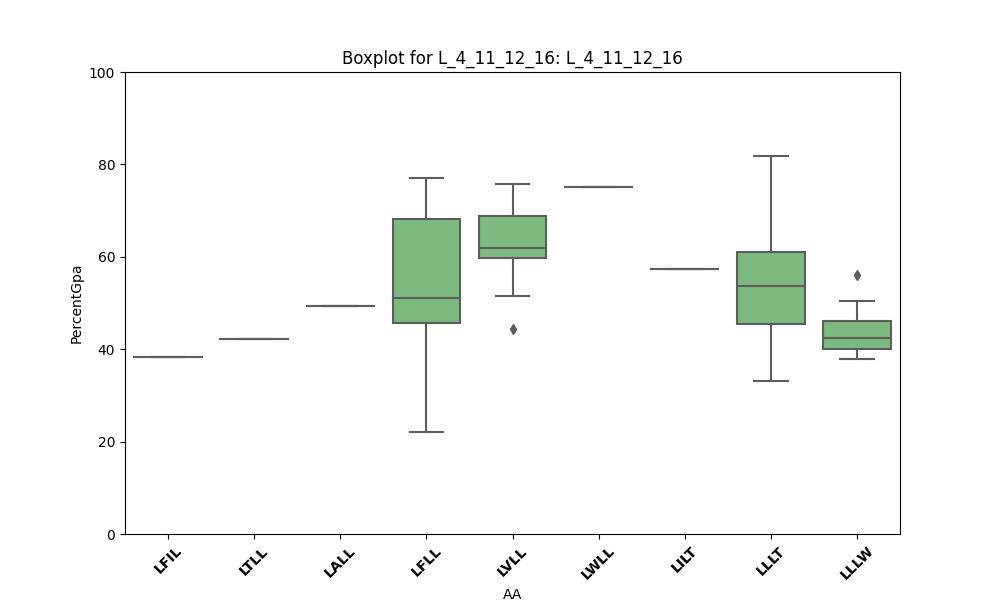 Boxplot for L_4_11_12_16: L_4_11_12_16
100
80
60
40
20
0
PercentGpa
LFIL
LTLL
LALL
LFLL
LVLL
LWLL
LILT
LLLT
LLLW
AA